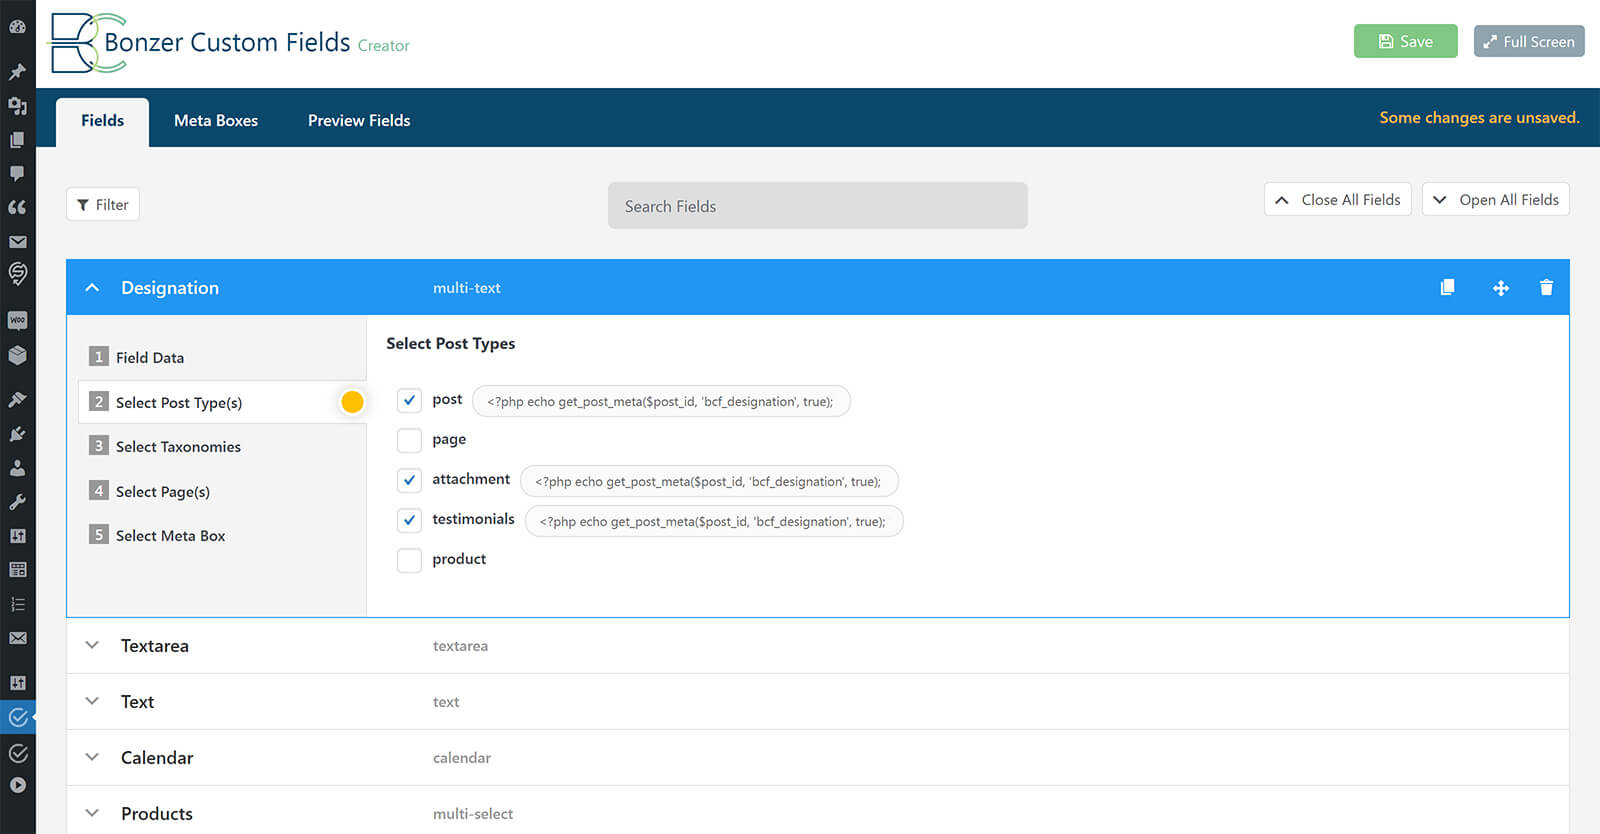 Bonzer Custom Fields Creator
Save
Full Screen
Fields
Meta Boxes
Preview Fields
Some changes are unsaved.
Filter
Search Fields
Close All Fields
Open All Fields
Designation
multi-text
1 Field Data
2 Select Post Type(s)
3 Select Taxonomies
4 Select Page(s)
5 Select Meta Box
Select Post Types
post <?php echo get_post_meta($post_id, 'bcf_designation', true);
page
attachment <?php echo get_post_meta($post_id, 'bcf_designation', true);
testimonials <?php echo get_post_meta($post_id, 'bcf_designation', true);
product
Textarea
textarea
Text
text
Calendar
calendar
Products
multi-select
WOO